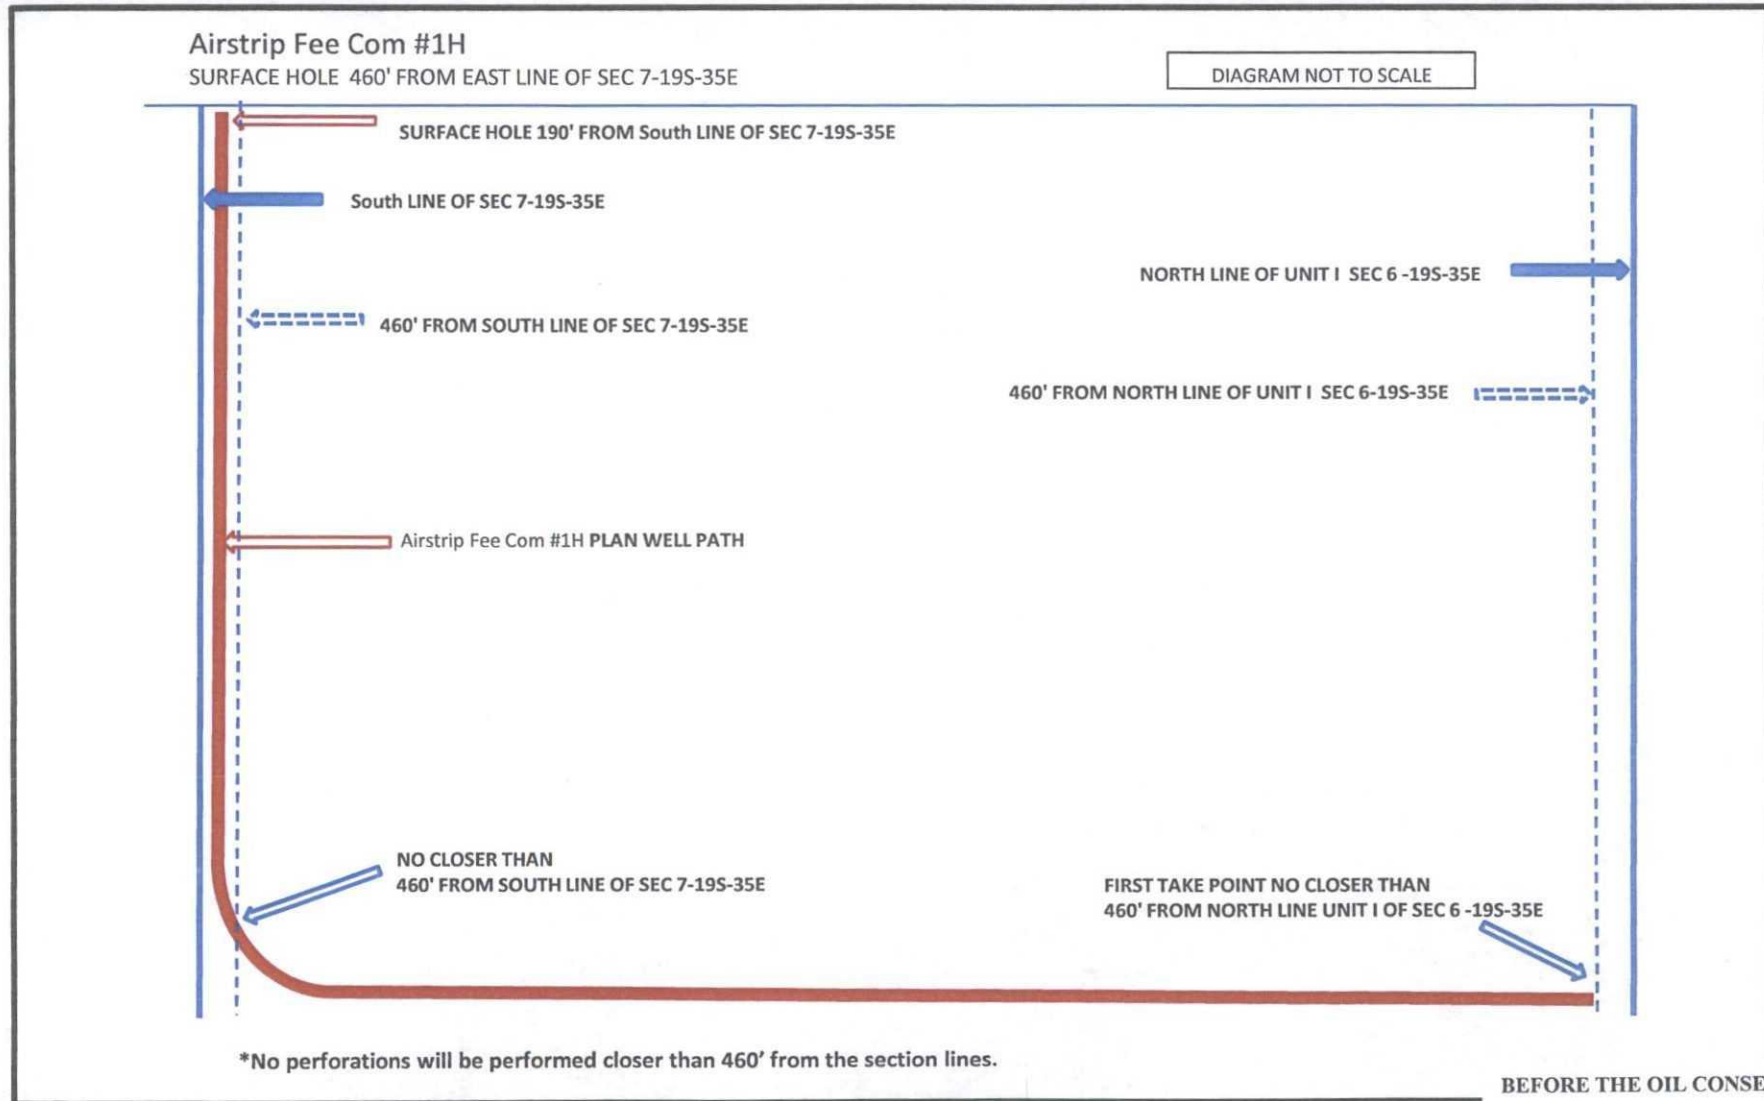 Airstrip Fee Com #1H
SURFACE HOLE 460' FROM EAST LINE OF SEC 7-19S-35E
DIAGRAM NOT TO SCALE
SURFACE HOLE 190' FROM South LINE OF SEC 7-19S-35E
South LINE OF SEC 7-19S-35E
NORTH LINE OF UNIT I SEC 6 -19S-35E
460' FROM SOUTH LINE OF SEC 7-19S-35E
460' FROM NORTH LINE OF UNIT I SEC 6-19S-35E
Airstrip Fee Com #1H PLAN WELL PATH
NO CLOSER THAN
460' FROM SOUTH LINE OF SEC 7-19S-35E
FIRST TAKE POINT NO CLOSER THAN
460' FROM NORTH LINE UNIT I OF SEC 6 -19S-35E
*No perforations will be performed closer than 460' from the section lines.
BEFORE THE OIL CONSE